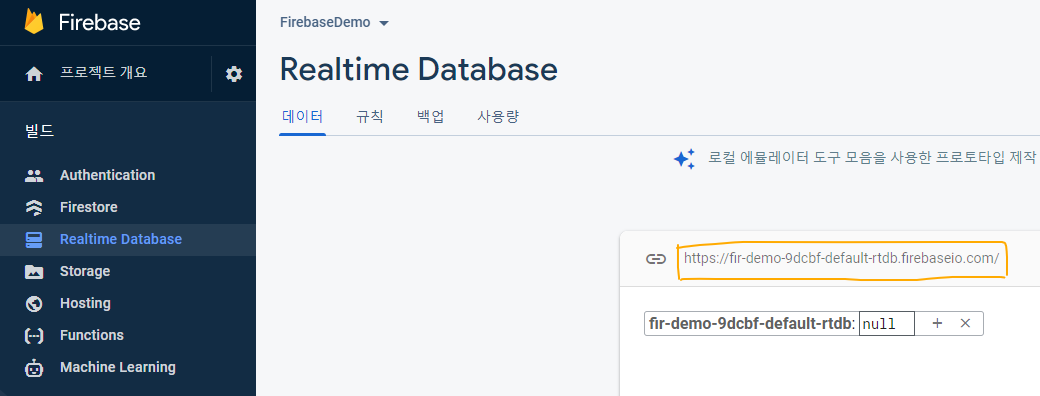 Firebase
프로젝트 개요
빌드
Authentication
Firestore
Realtime Database
Storage
Hosting
Functions
Machine Learning
FirebaseDemo
Realtime Database
데이터 규칙 백업 사용량
로컬 에뮬레이터 도구 모음을 사용한 프로토타입 제작
https://fir-demo-9dcbf-default-rtdb.firebaseio.com/
fir-demo-9dcbf-default-rtdb: null + ×